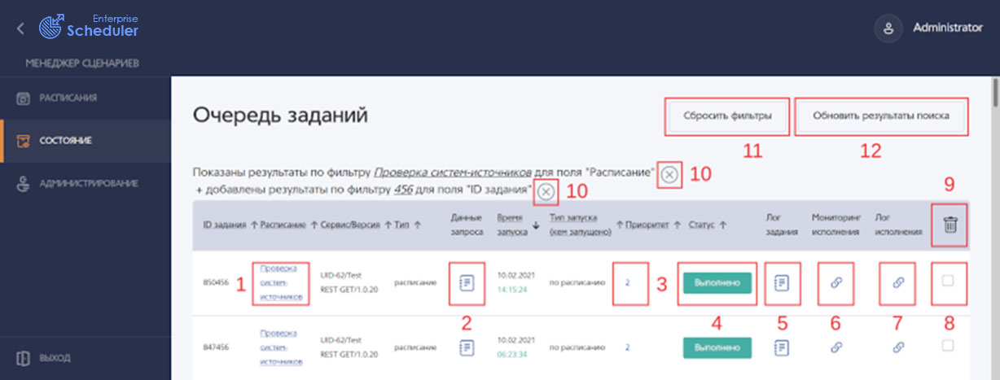 Enterprise
Scheduler
Administrator
МЕНЕДЖЕР СЦЕНАРИЕВ
РАСПИСАНИЯ
СОСТОЯНИЕ
АДМИНИСТРИРОВАНИЕ
ВЫХОД
Очередь заданий
Сбросить фильтры
Обновить результаты поиска
11
12
Показаны результаты по фильтру Проверка систем-источников для поля "Расписание" 10
+ добавлены результаты по фильтру 456 для поля "ID задания" 10
9
ID задания ↑ Расписание ↑ Сервис/Версия ↑ Тип ↑ Данные запроса Время запуска ↓ Тип запуска (кем запущено) ↑ Приоритет ↑ Статус ↑ Лог задания Мониторинг исполнения Лог исполнения
850456 1 Проверка систем-источников UID-62/Test REST GET/1.0.20 расписание 10.02.2021 14:15:24 по расписанию 2 3 Выполнено
2 4 5 6 7 8
847456 Проверка систем-источников UID-62/Test REST GET/1.0.20 расписание 10.02.2021 06:23:34 по расписанию 2 Выполнено